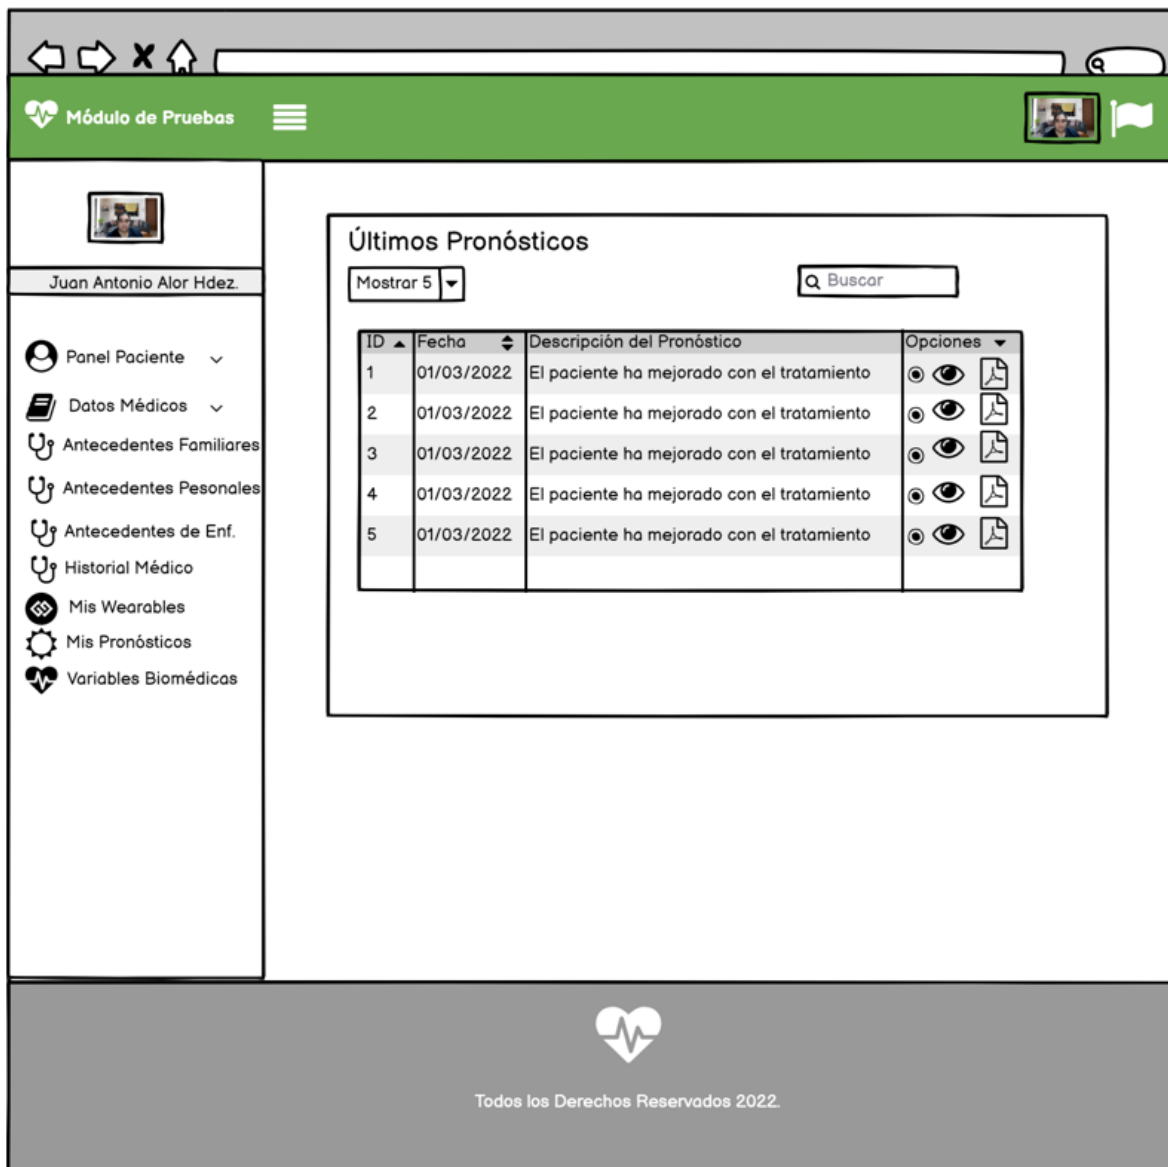 Módulo de Pruebas
Juan Antonio Alor Hdez.
Panel Paciente
Datos Médicos
Antecedentes Familiares
Antecedentes Pesonales
Antecedentes de Enf.
Historial Médico
Mis Wearables
Mis Pronósticos
Variables Biomédicas
Últimos Pronósticos
Mostrar 5
Buscar
ID Fecha Descripción del Pronóstico Opciones
1 01/03/2022 El paciente ha mejorado con el tratamiento
2 01/03/2022 El paciente ha mejorado con el tratamiento
3 01/03/2022 El paciente ha mejorado con el tratamiento
4 01/03/2022 El paciente ha mejorado con el tratamiento
5 01/03/2022 El paciente ha mejorado con el tratamiento
Todos los Derechos Reservados 2022.